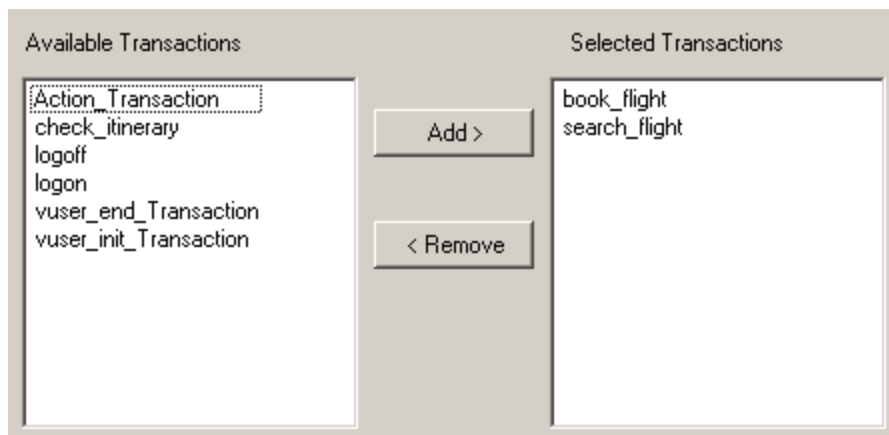 Available Transactions
Action_Transaction
check_itinerary
logoff
logon
vuser_end_Transaction
vuser_init_Transaction
Add >
< Remove
Selected Transactions
book_flight
search_flight